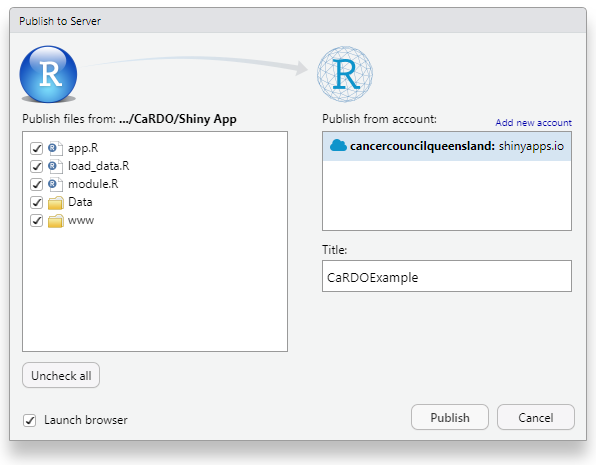 Publish to Server
R
R
Publish files from: .../CaRDO/Shiny App
app.R
load_data.R
module.R
Data
www
Uncheck all
Launch browser
Publish from account:
Add new account
cancercouncilqueensland: shinyapps.io
Title:
CaRDOExample
Publish
Cancel